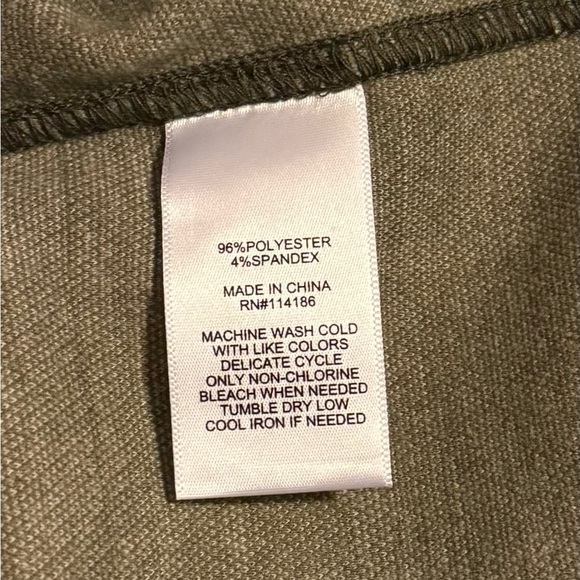 96%POLYESTER
4%SPANDEX
MADE IN CHINA
RN#114186
MACHINE WASH COLD
WITH LIKE COLORS
DELICATE CYCLE
ONLY NON-CHLORINE
BLEACH WHEN NEEDED
TUMBLE DRY LOW
COOL IRON IF NEEDED